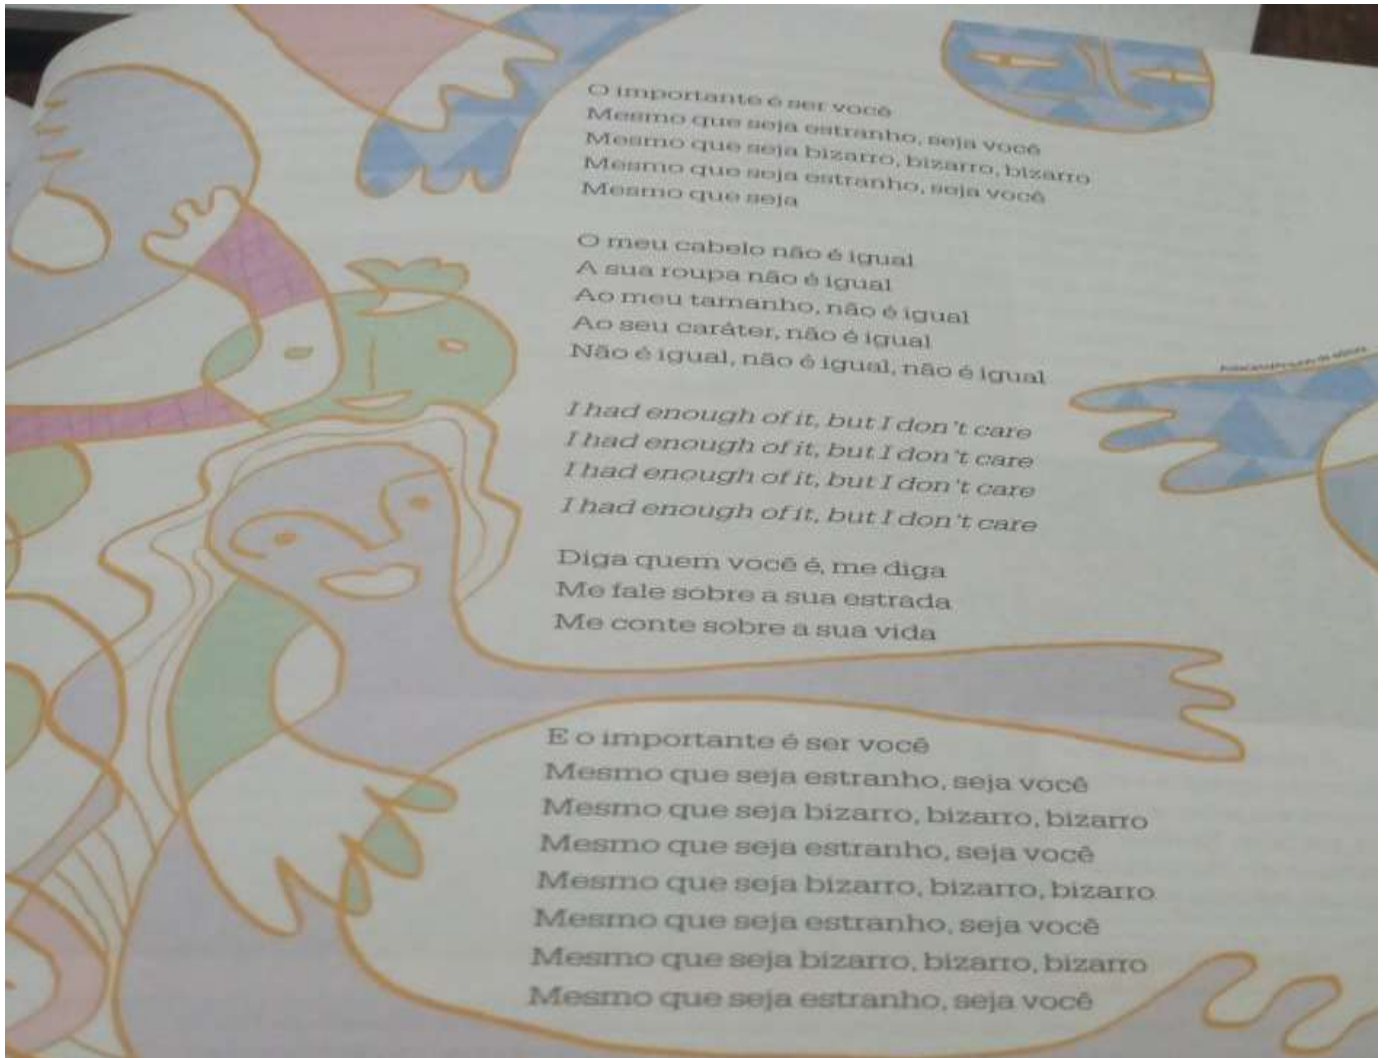 O importante é ser você
Mesmo que seja estranho, seja você
Mesmo que seja bizarro, bizarro, bizarro
Mesmo que seja estranho, seja você
Mesmo que seja
O meu cabelo não é igual
A sua roupa não é igual
Ao meu tamanho, não é igual
Ao seu caráter, não é igual
Não é igual, não é igual, não é igual
I had enough of it, but I don't care
I had enough of it, but I don't care
I had enough of it, but I don't care
I had enough of it, but I don't care
Diga quem você é, me diga
Me fale sobre a sua estrada
Me conte sobre a sua vida
E o importante é ser você
Mesmo que seja estranho, seja você
Mesmo que seja bizarro, bizarro, bizarro
Mesmo que seja estranho, seja você
Mesmo que seja bizarro, bizarro, bizarro
Mesmo que seja estranho, seja você
Mesmo que seja bizarro, bizarro, bizarro
Mesmo que seja estranho, seja você